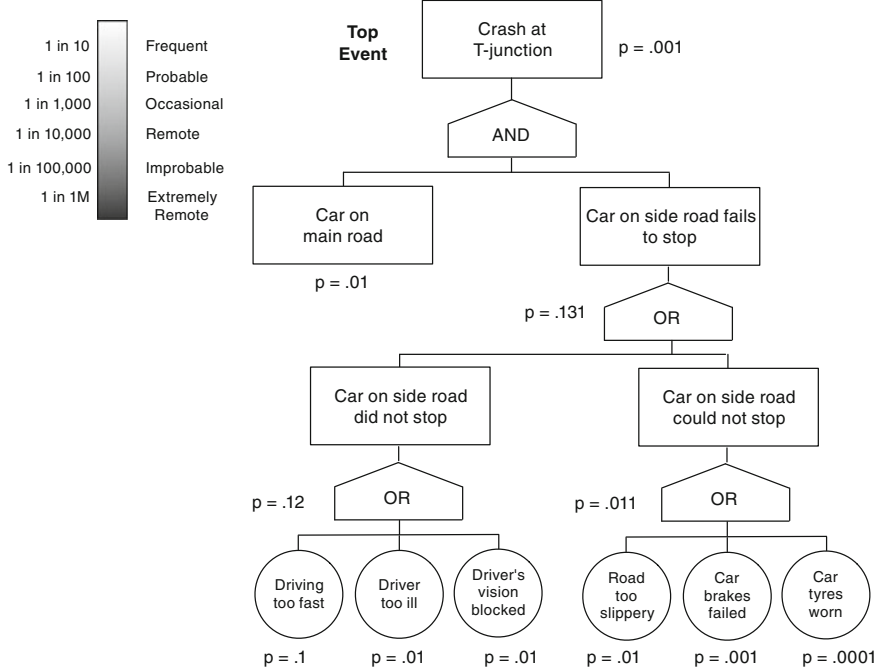 1 in 10 Frequent
1 in 100 Probable
1 in 1,000 Occasional
1 in 10,000 Remote
1 in 100,000 Improbable
1 in 1M Extremely
Remote
Top
Event
Crash at
T-junction
p = .001
AND
Car on
main road
p = .01
Car on side road fails
to stop
p = .131
OR
Car on side road
did not stop
Car on side road
could not stop
p = .12
OR
p = .011
OR
Driving
too fast
Driver
too ill
Driver's
vision
blocked
Road
too
slippery
Car
brakes
failed
Car
tyres
worn
p = .1
p = .01
p = .01
p = .01
p = .001
p = .0001